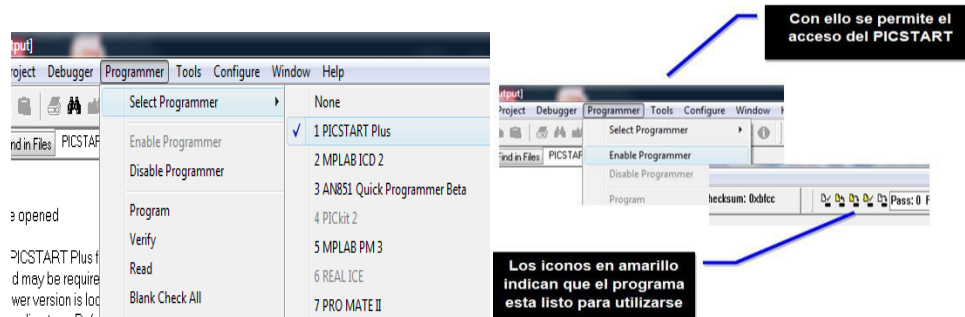 tput]
roject Debugger Programmer Tools Configure Window Help
nd in Files PICSTAF
Select Programmer
Enable Programmer
Disable Programmer
Program
Verify
Read
Blank Check All
None
1 PICSTART Plus
2 MPLAB ICD 2
3 AN851 Quick Programmer Beta
4 PICkit 2
5 MPLAB PM 3
6 REAL ICE
7 PRO MATE II
e opened
PICSTART Plus f
d may be require
wer version is loc
Con ello se permite el
acceso del PICSTART
utput]
Project Debugger Programmer Tools Configure Window H
Find in Files PICSTAF
Select Programmer
Enable Programmer
Disable Programmer
Program
hecksum: 0xbfcc
Pass: 0 F
Los iconos en amarillo
indican que el programa
esta listo para utilizarse